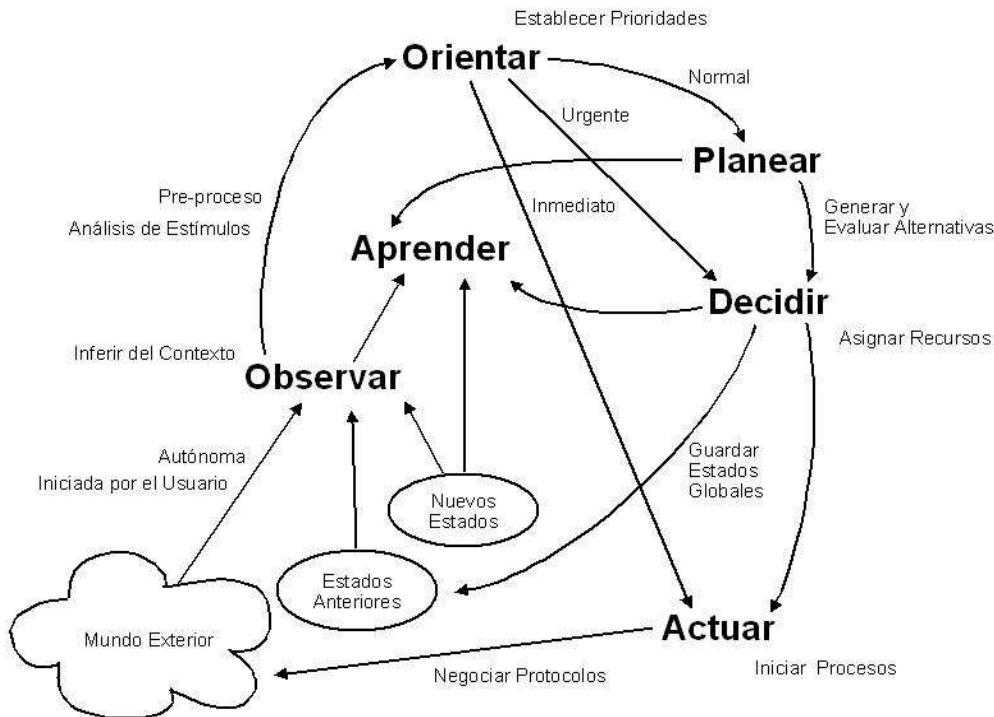 Establecer Prioridades
Orientar
Normal
Urgente
Planear
Pre-proceso
Análisis de Estímulos
Inmediato
Generar y
Evaluar Alternativas
Aprender
Decidir
Asignar Recursos
Inferir del Contexto
Observar
Autónoma
Iniciada por el Usuario
Guardar
Estados
Globales
Nuevos
Estados
Estados
Anteriores
Mundo Exterior
Actuar
Negociar Protocolos
Iniciar Procesos